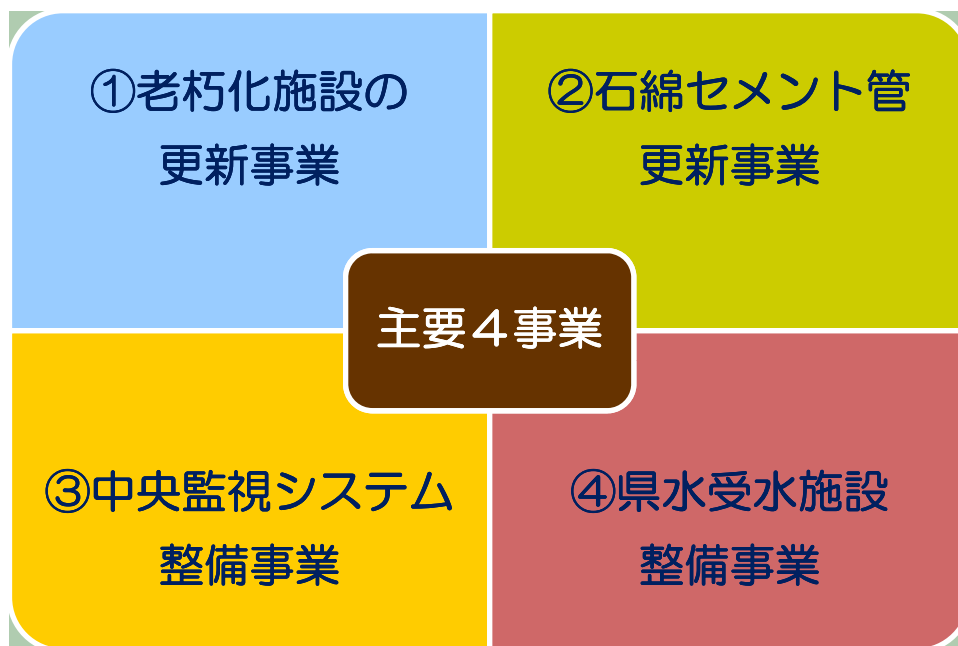 ①老朽化施設の
更新事業
②石綿セメント管
更新事業
主要４事業
③中央監視システム
整備事業
④県水受水施設
整備事業